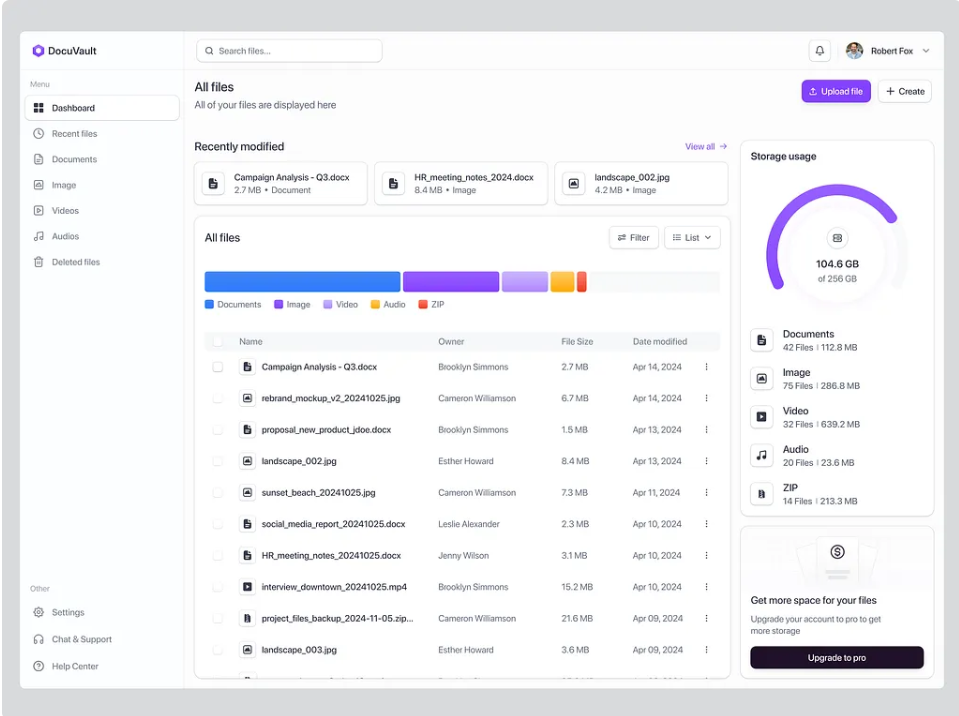 DocuVault
Search files...
Robert Fox
Menu
Dashboard
Recent files
Documents
Image
Videos
Audios
Deleted files
Other
Settings
Chat & Support
Help Center
All files
All of your files are displayed here
Upload file
Create
Recently modified
View all
Campaign Analysis - Q3.docx
2.7 MB • Document
HR_meeting_notes_2024.docx
8.4 MB • Image
landscape_002.jpg
4.2 MB • Image
All files
Filter
List
Documents Image Video Audio ZIP
Name Owner File Size Date modified
Campaign Analysis - Q3.docx Brooklyn Simmons 2.7 MB Apr 14, 2024
rebrand_mockup_v2_20241025.jpg Cameron Williamson 6.7 MB Apr 14, 2024
proposal_new_product_jdoe.docx Brooklyn Simmons 1.5 MB Apr 13, 2024
landscape_002.jpg Esther Howard 8.4 MB Apr 13, 2024
sunset_beach_20241025.jpg Cameron Williamson 7.3 MB Apr 11, 2024
social_media_report_20241025.docx Leslie Alexander 2.3 MB Apr 10, 2024
HR_meeting_notes_20241025.docx Jenny Wilson 3.1 MB Apr 10, 2024
interview_downtown_20241025.mp4 Brooklyn Simmons 15.2 MB Apr 10, 2024
project_files_backup_2024-11-05.zip... Cameron Williamson 21.6 MB Apr 09, 2024
landscape_003.jpg Esther Howard 3.6 MB Apr 09, 2024
Storage usage
104.6 GB
of 256 GB
Documents
42 Files | 112.8 MB
Image
75 Files | 286.8 MB
Video
32 Files | 639.2 MB
Audio
20 Files | 23.6 MB
ZIP
14 Files | 213.3 MB
Get more space for your files
Upgrade your account to pro to get
more storage
Upgrade to pro